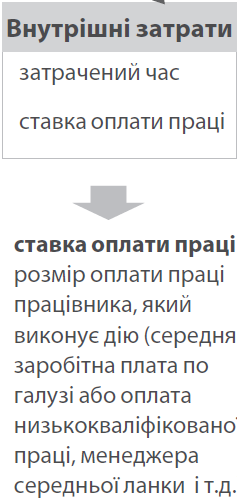 Внутрішні затрати
затрачений час
ставка оплати праці
ставка оплати праці
розмір оплати праці
працівника, який
виконує дію (середня
заробітна плата по
галузі або оплата
низькокваліфікованої
праці, менеджера
середньої ланки і т.д.